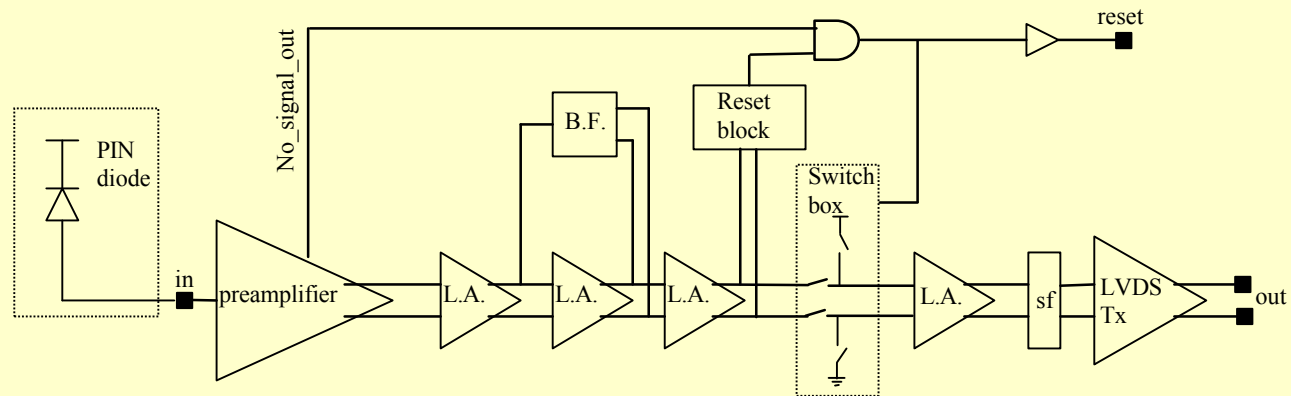 reset
No_signal_out
Reset
block
B.F.
PIN
diode
Switch
box
in
preamplifier
L.A.
L.A.
L.A.
L.A.
sf
LVDS
Tx
out